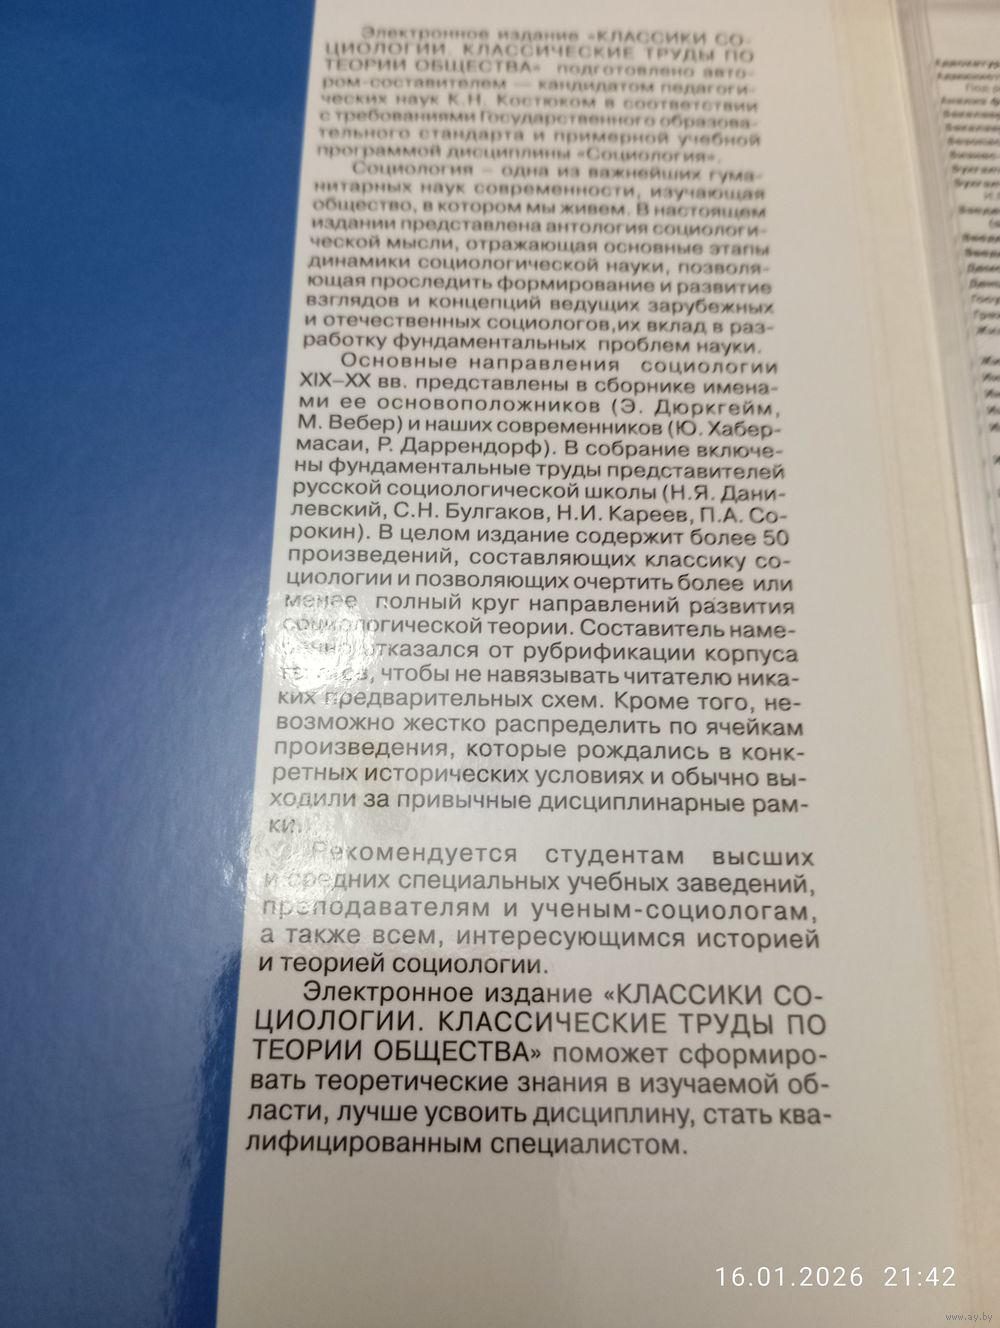 Электронное издание «КЛАССИКИ СО-
ЦИОЛОГИИ. КЛАССИЧЕСКИЕ ТРУДЫ ПО
ТЕОРИИ ОБЩЕСТВА» подготовлено авто-
ром-составителем — кандидатом педагоги-
ческих наук К.Н. Костюком в соответствии
с требованиями Государственного образова-
тельного стандарта и примерной учебной
программой дисциплины «Социология».
Социология – одна из важнейших гума-
нитарных наук современности, изучающая
общество, в котором мы живем. В настоящем
издании представлена антология социологи-
ческой мысли, отражающая основные этапы
динамики социологической науки, позволя-
ющая проследить формирование и развитие
взглядов и концепций ведущих зарубежных
и отечественных социологов,их вклад в раз-
работку фундаментальных проблем науки.
Основные направления социологии
XIX–XX вв. представлены в сборнике имена-
ми ее основоположников (Э. Дюркгейм,
М. Вебер) и наших современников (Ю. Хабер-
масаи, Р. Даррендорф). В собрание включе-
ны фундаментальные труды представителей
русской социологической школы (Н.Я. Дани-
левский, С.Н. Булгаков, Н.И. Кареев, П.А. Со-
рокин). В целом издание содержит более 50
произведений, составляющих классику со-
циологии и позволяющих очертить более или
менее полный круг направлений развития
социологической теории. Составитель наме-
ренно отказался от рубрификации корпуса
текстов, чтобы не навязывать читателю ника-
ких предварительных схем. Кроме того, не-
возможно жестко распределить по ячейкам
произведения, которые рождались в конк-
ретных исторических условиях и обычно вы-
ходили за привычные дисциплинарные рам-
ки.
Рекомендуется студентам высших
и средних специальных учебных заведений,
преподавателям и ученым-социологам,
а также всем, интересующимся историей
и теорией социологии.
Электронное издание «КЛАССИКИ СО-
ЦИОЛОГИИ. КЛАССИЧЕСКИЕ ТРУДЫ ПО
ТЕОРИИ ОБЩЕСТВА» поможет сформиро-
вать теоретические знания в изучаемой об-
ласти, лучше усвоить дисциплину, стать ква-
лифицированным специалистом.
16.01.2026 21:42
www.ay.by